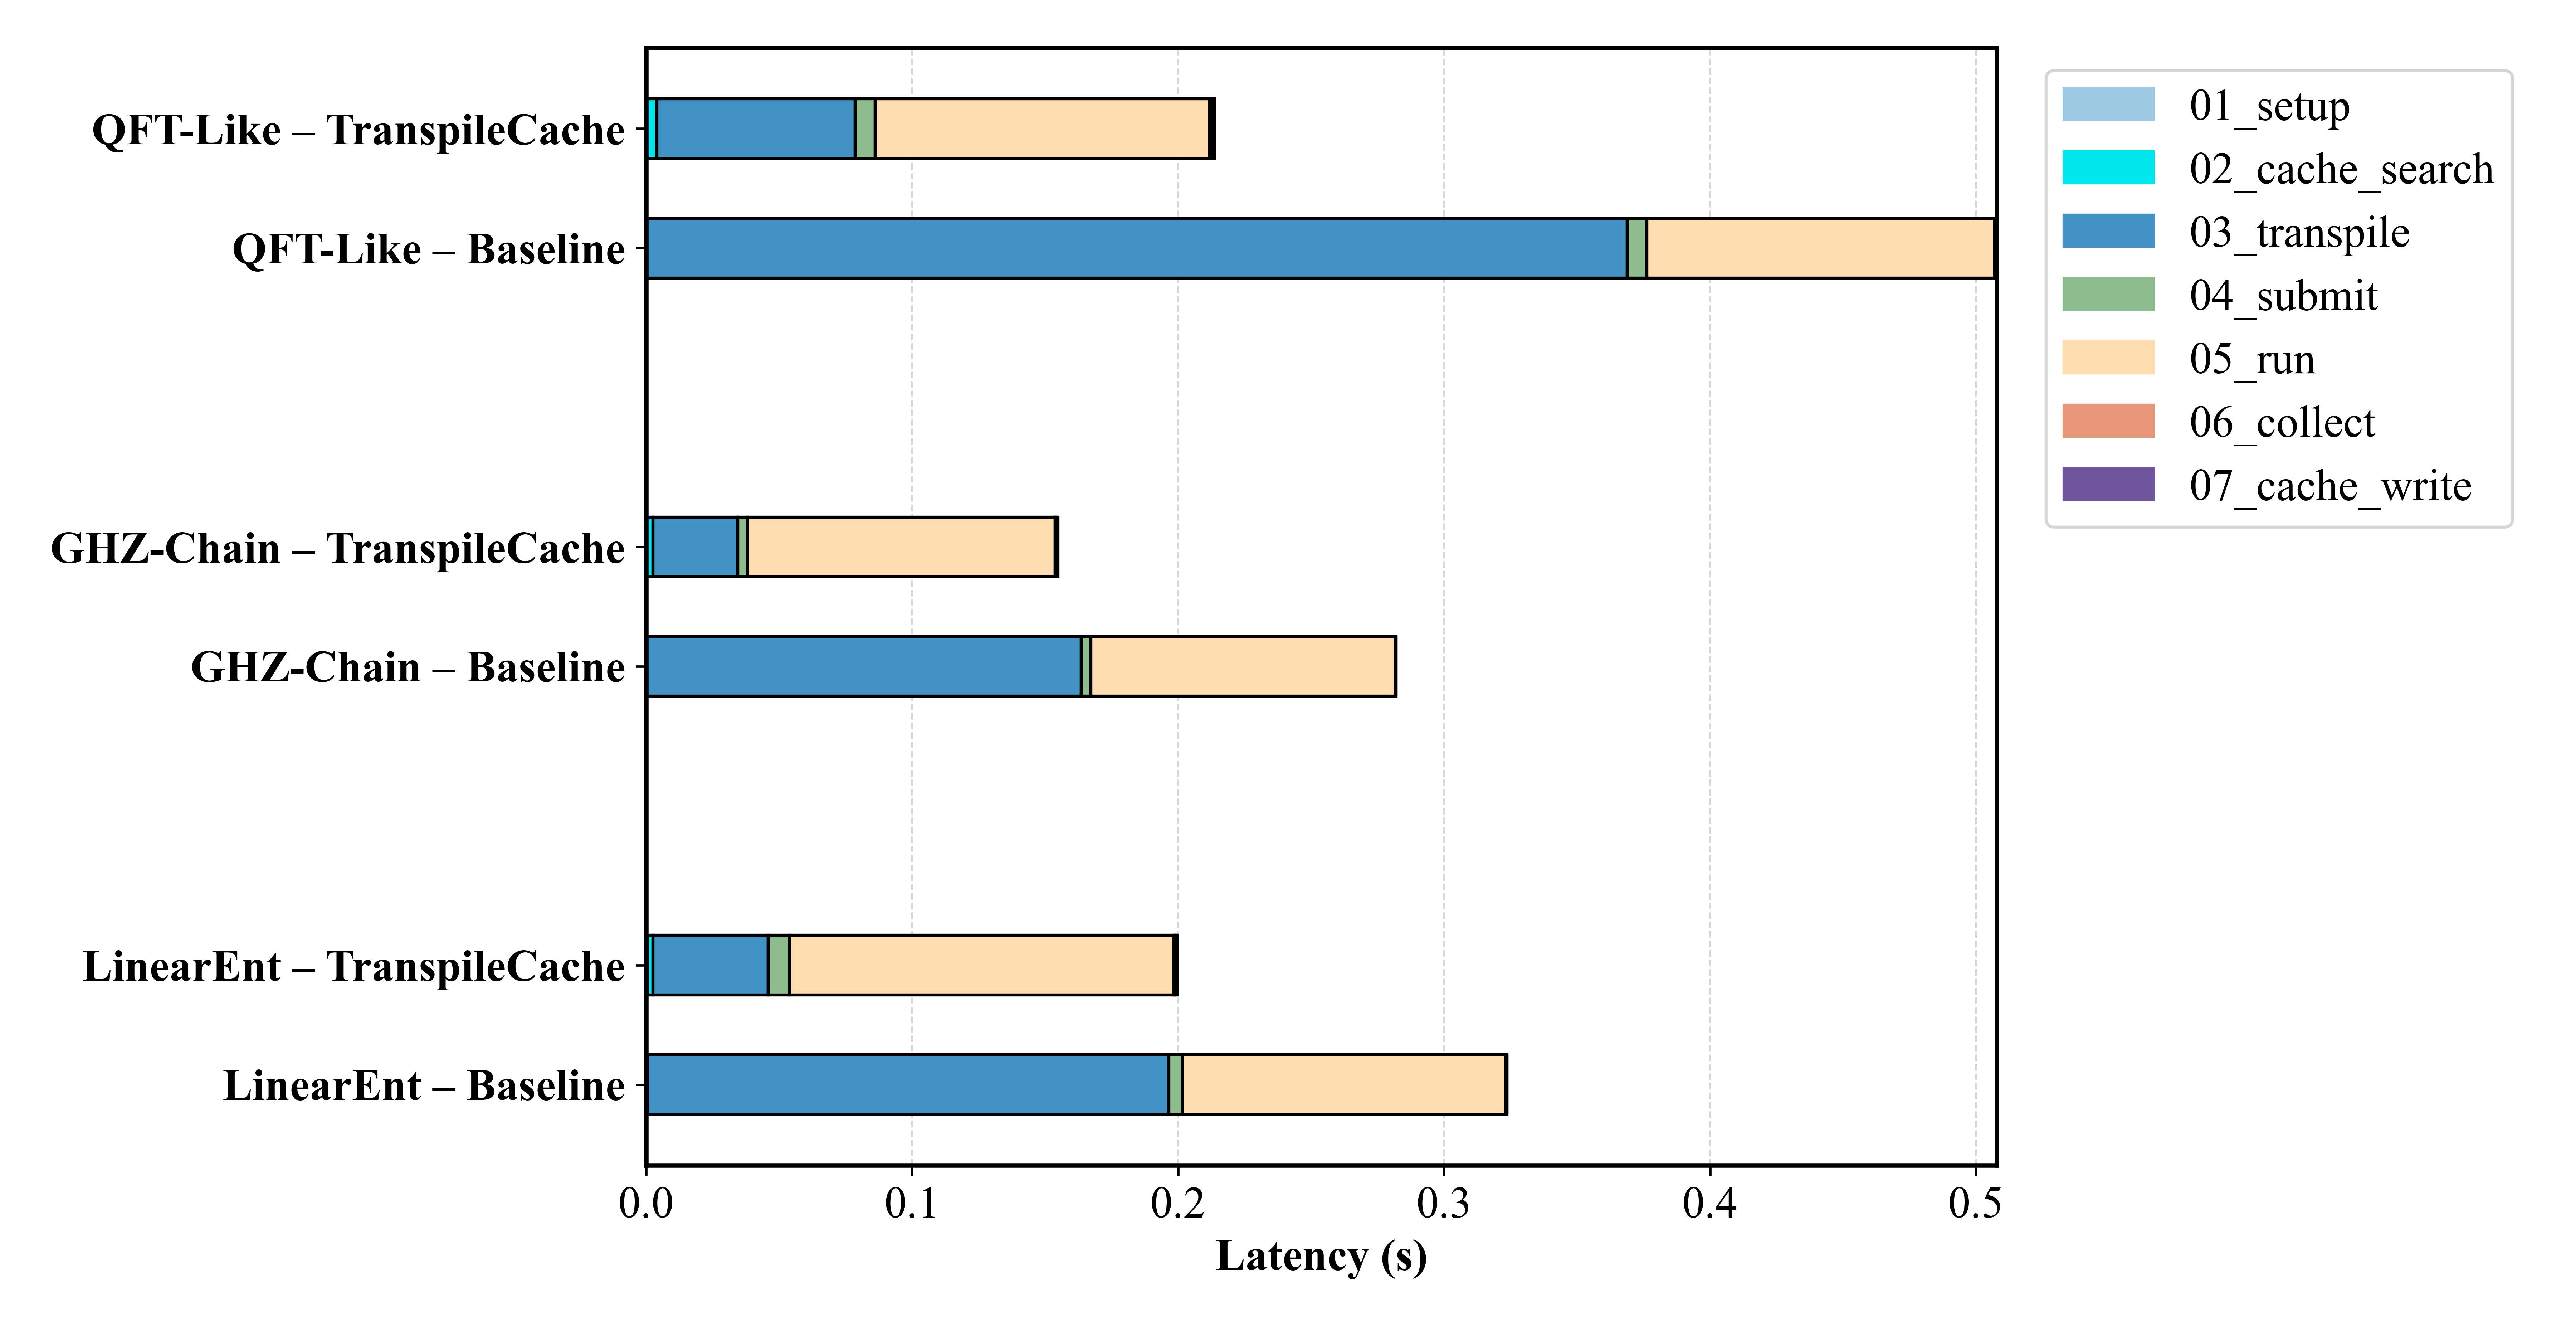 QFT-Like – TranspileCache
QFT-Like – Baseline
GHZ-Chain – TranspileCache
GHZ-Chain – Baseline
LinearEnt – TranspileCache
LinearEnt – Baseline
0.0 0.1 0.2 0.3 0.4 0.5
Latency (s)
01_setup
02_cache_search
03_transpile
04_submit
05_run
06_collect
07_cache_write